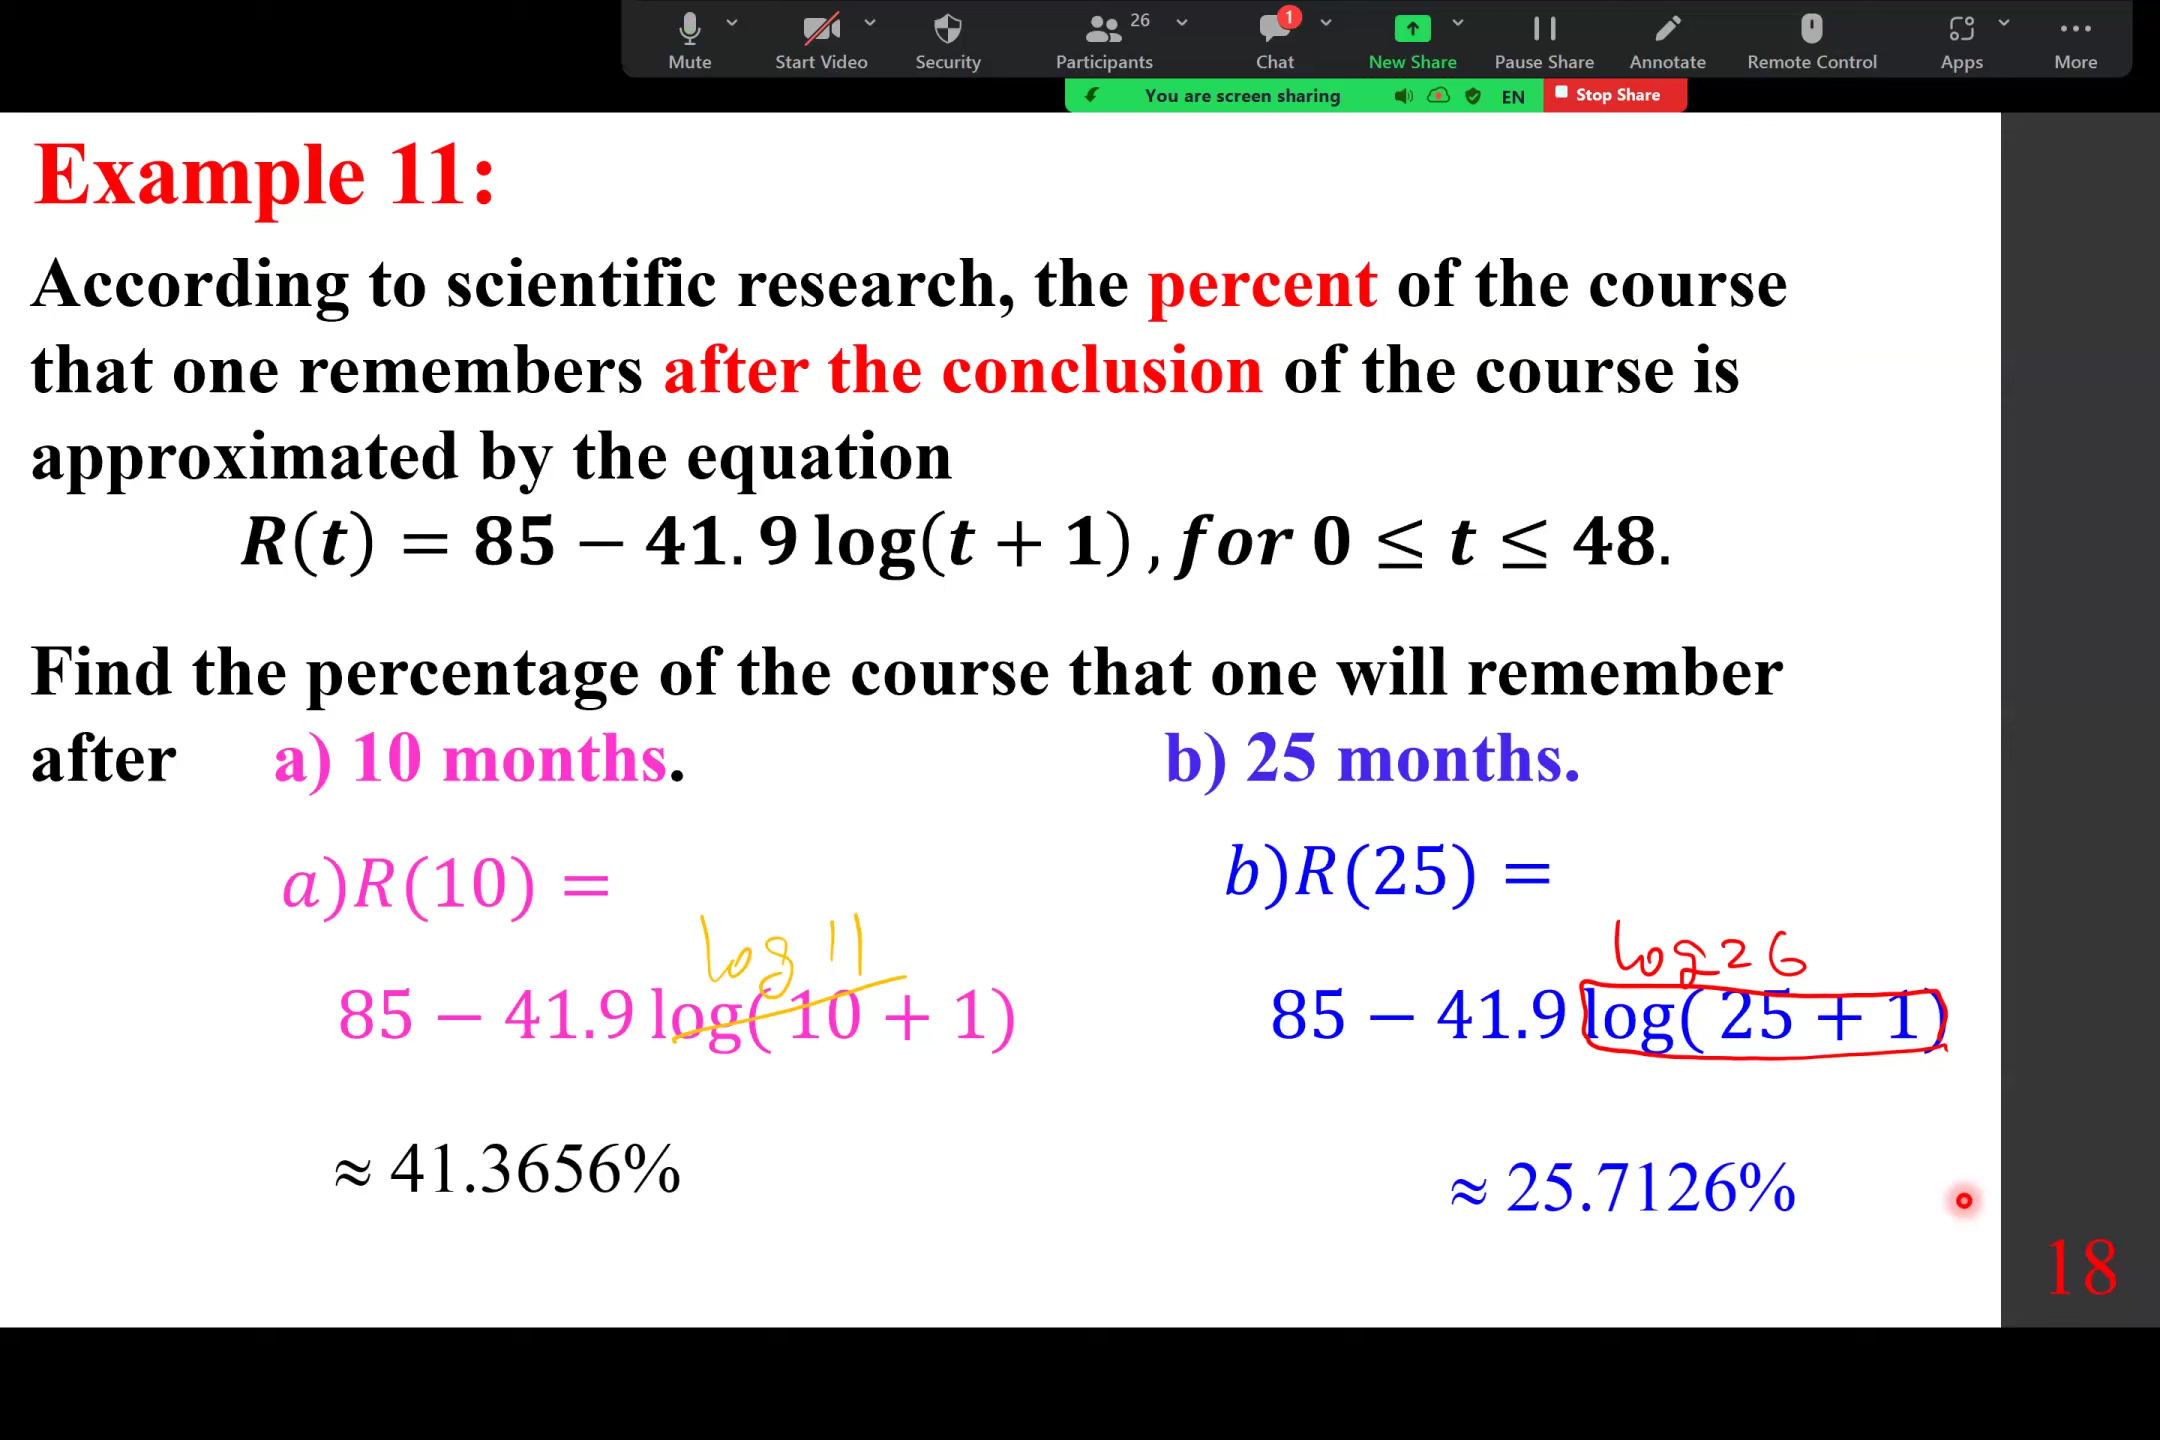 26
1
Mute
Start Video
Security
Participants
Chat
New Share
Pause Share
Annotate
Remote Control
Apps
More
You are screen sharing
EN
Stop Share
Example 11:
According to scientific research, the percent of the course
that one remembers after the conclusion of the course is
approximated by the equation
R(t) = 85 − 41.9 log(t + 1), for 0 ≤ t ≤ 48.
Find the percentage of the course that one will remember
after a) 10 months. b) 25 months.
a)R(10) =
b)R(25) =
log 11
log 26
85 − 41.9 log( 10 + 1)
85 − 41.9 log( 25 + 1)
≈ 41.3656%
≈ 25.7126%
18